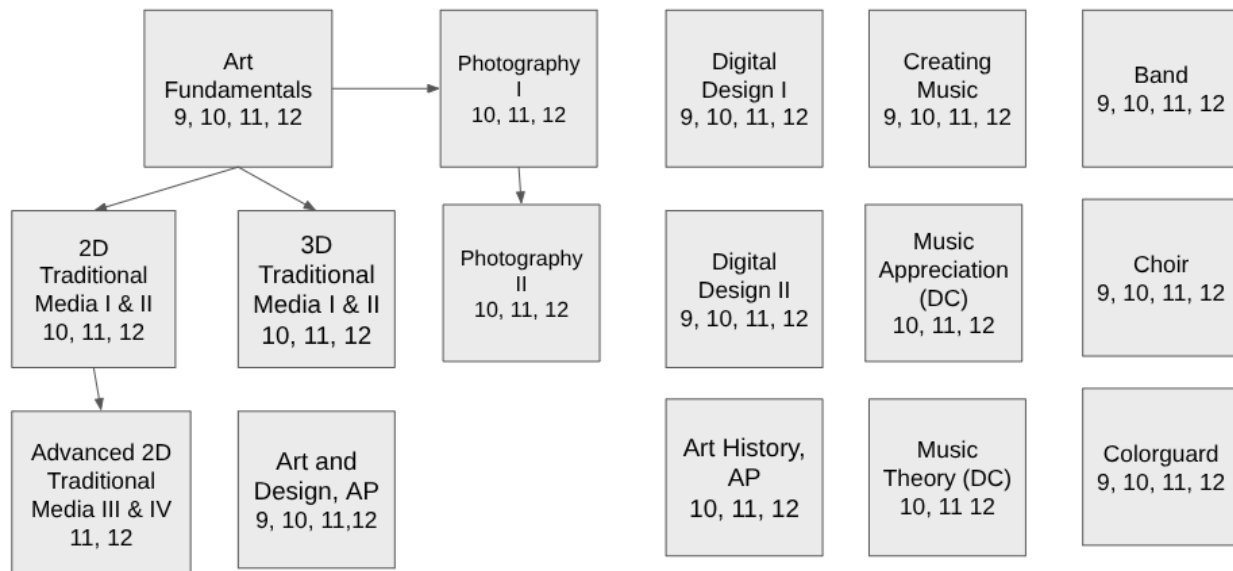 Art
Fundamentals
9, 10, 11, 12
Photography
I
10, 11, 12
Digital
Design I
9, 10, 11, 12
Creating
Music
9, 10, 11, 12
Band
9, 10, 11, 12
2D
Traditional
Media I & II
10, 11, 12
3D
Traditional
Media I & II
10, 11, 12
Photography
II
10, 11, 12
Digital
Design II
9, 10, 11, 12
Music
Appreciation
(DC)
10, 11, 12
Choir
9, 10, 11, 12
Advanced 2D
Traditional
Media III & IV
11, 12
Art and
Design, AP
9, 10, 11,12
Art History,
AP
10, 11, 12
Music
Theory (DC)
10, 11 12
Colorguard
9, 10, 11, 12